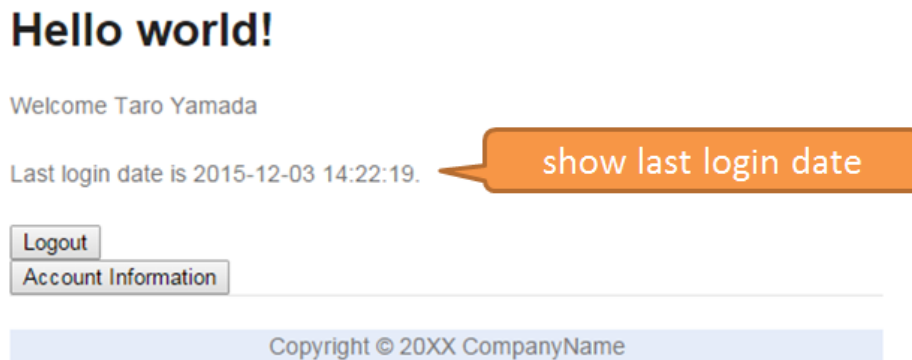 Hello world!
Welcome Taro Yamada
Last login date is 2015-12-03 14:22:19.
show last login date
Logout
Account Information
Copyright © 20XX CompanyName